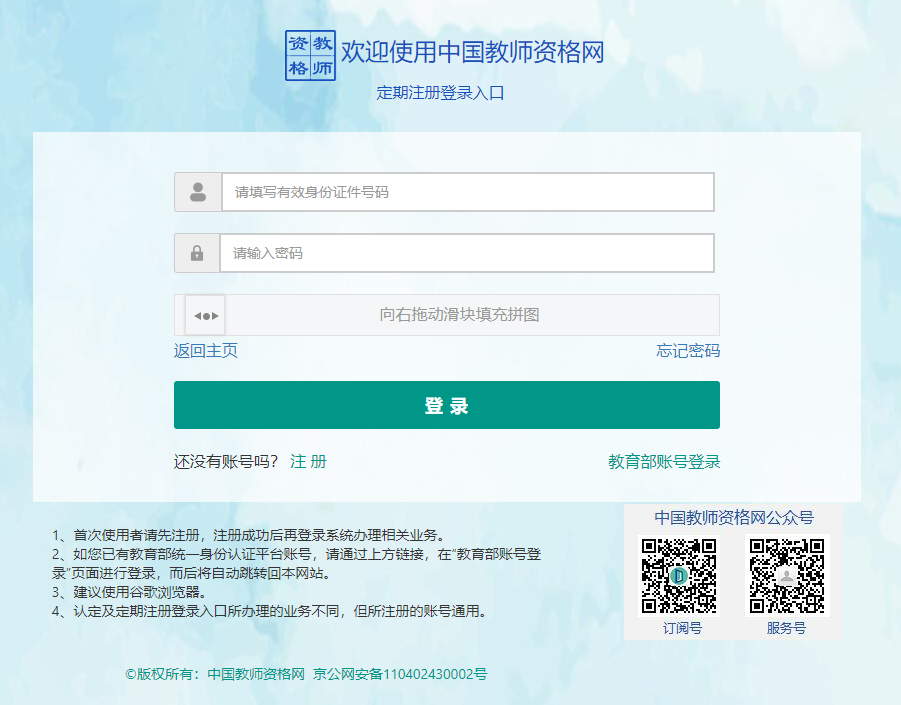 资教
格师
欢迎使用中国教师资格网
定期注册登录入口
请填写有效身份证件号码
请输入密码
向右拖动滑块填充拼图
返回主页 忘记密码
登 录
还没有账号吗? 注 册 教育部账号登录
1、首次使用者请先注册，注册成功后再登录系统办理相关业务。
2、如您已有教育部统一身份认证平台账号，请通过上方链接，在“教育部账号登
录”页面进行登录，而后将自动跳转回本网站。
3、建议使用谷歌浏览器。
4、认定及定期注册登录入口所办理的业务不同，但所注册的账号通用。
中国教师资格网公众号
订阅号 服务号
©版权所有：中国教师资格网 京公网安备110402430002号